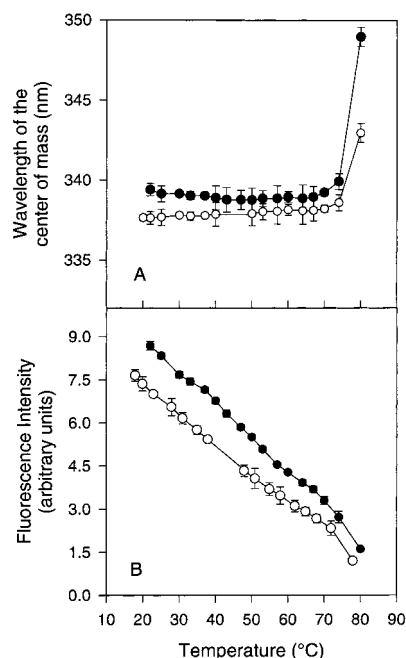 350
345
340
335
Wavelength of the
center of mass (nm)
A
9.0
7.5
6.0
4.5
3.0
1.5
0.0
Fluorescence Intensity
(arbitrary units)
B
10 20 30 40 50 60 70 80 90
Temperature (°C)